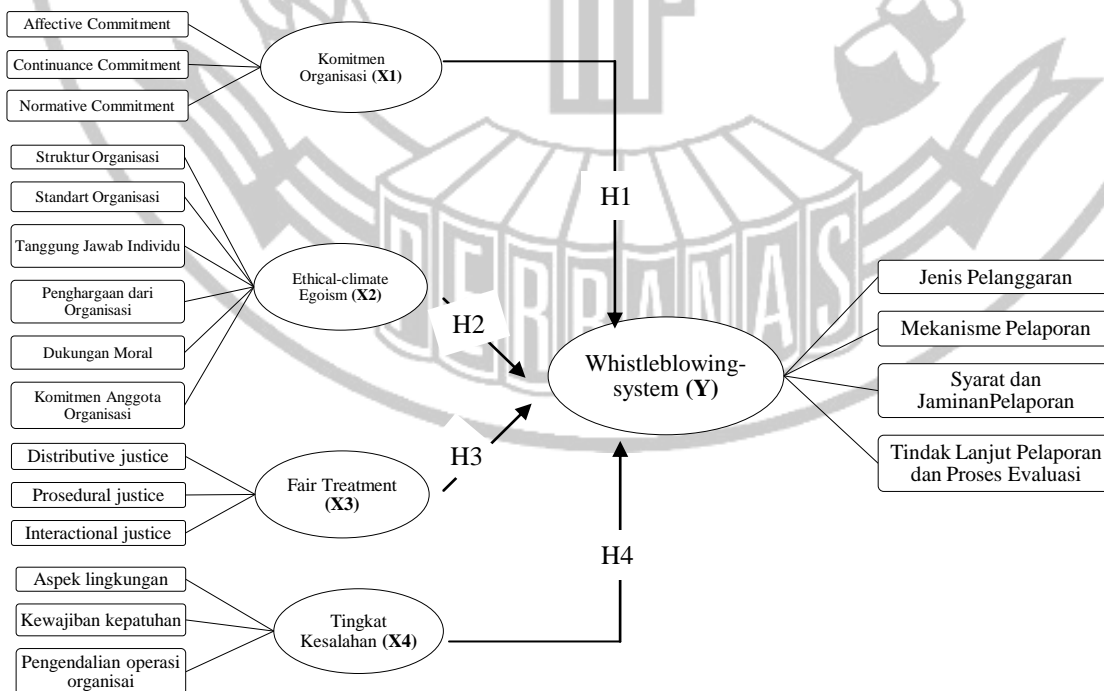 Affective Commitment
Continuance Commitment
Normative Commitment
Komitmen
Organisasi (X1)
H1
Struktur Organisasi
Standart Organisasi
Tanggung Jawab Individu
Penghargaan dari
Organisasi
Dukungan Moral
Komitmen Anggota
Organisasi
Ethical-climate
Egoism (X2)
H2
Distributive justice
Prosedural justice
Interactional justice
Fair Treatment
(X3)
H3
Aspek lingkungan
Kewajiban kepatuhan
Pengendalian operasi
organisai
Tingkat
Kesalahan (X4)
H4
Whistleblowing-
system (Y)
Jenis Pelanggaran
Mekanisme Pelaporan
Syarat dan
JaminanPelaporan
Tindak Lanjut Pelaporan
dan Proses Evaluasi
PERBANAS